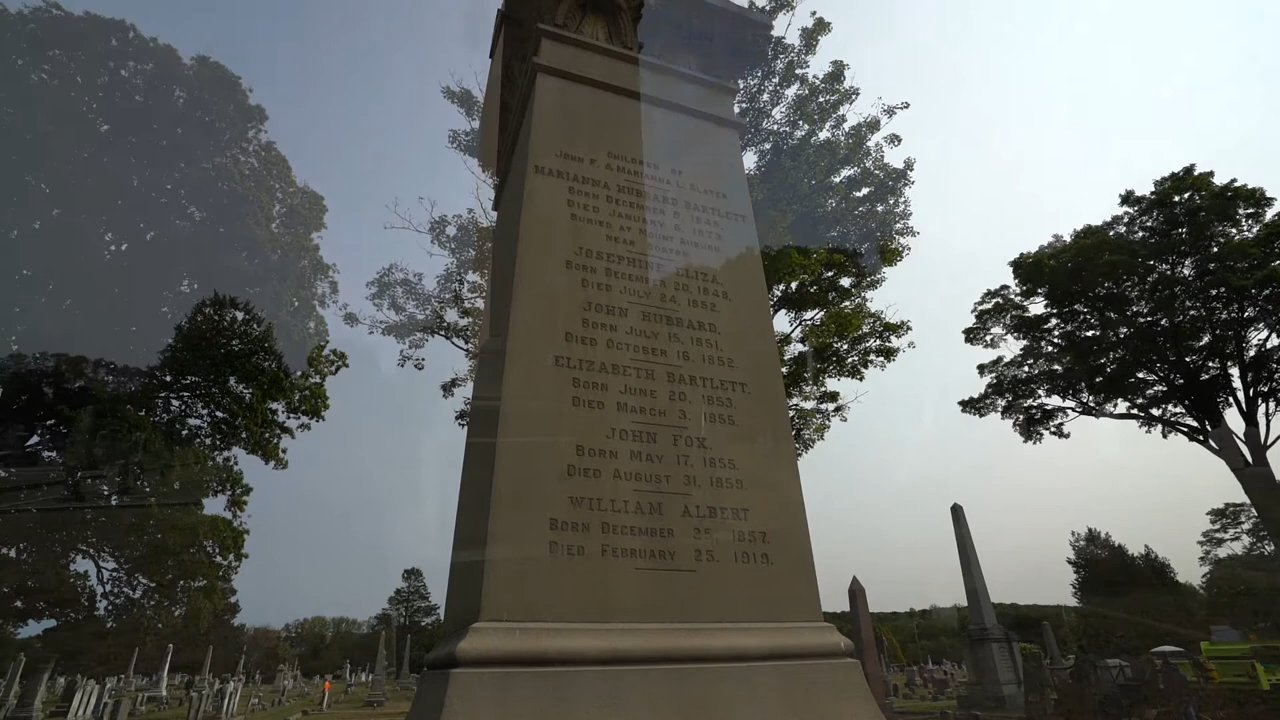 CHILDREN OF
JOHN F. & MARIANNA L. SLATER
MARIANNA HUBBARD BARTLETT
BORN DECEMBER
DIED JANUARY
BURIED AT MOUNT AUBURN
NEAR BOSTON
JOSEPHINE ELIZA.
BORN DECEMBER 20, 1848,
DIED JULY 24, 1852.
JOHN HUBBARD.
BORN JULY 15, 1851,
DIED OCTOBER 16, 1852.
ELIZABETH BARTLETT.
BORN JUNE 20, 1853,
DIED MARCH 3, 1855.
JOHN FOX.
BORN MAY 17, 1855.
DIED AUGUST 31, 1859.
WILLIAM ALBERT
BORN DECEMBER 25, 1857.
DIED. FEBRUARY 25. 1919.